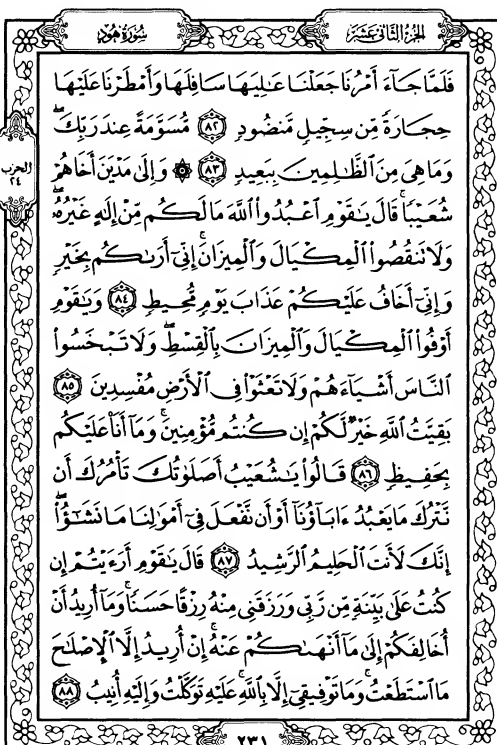 الجزء الثاني عشر
سورة هود
فَلَمَّا جَآءَ أَمْرُنَا جَعَلْنَا عَٰلِيَهَا سَافِلَهَا وَأَمْطَرْنَا عَلَيْهَا
حِجَارَةً مِّن سِجِّيلٍ مَّنضُودٍ ٨٢ مُّسَوَّمَةً عِندَ رَبِّكَۖ
وَمَا هِىَ مِنَ ٱلظَّٰلِمِينَ بِبَعِيدٍ ٨٣ ۞ وَإِلَىٰ مَدْيَنَ أَخَاهُمْ
شُعَيْبًاۚ قَالَ يَٰقَوْمِ ٱعْبُدُوا۟ ٱللَّهَ مَا لَكُم مِّنْ إِلَٰهٍ غَيْرُهُۥۖ
وَلَا تَنقُصُوا۟ ٱلْمِكْيَالَ وَٱلْمِيزَانَۚ إِنِّىٓ أَرَىٰكُم بِخَيْرٍ
وَإِنِّىٓ أَخَافُ عَلَيْكُمْ عَذَابَ يَوْمٍ مُّحِيطٍ ٨٤ وَيَٰقَوْمِ
أَوْفُوا۟ ٱلْمِكْيَالَ وَٱلْمِيزَانَ بِٱلْقِسْطِۖ وَلَا تَبْخَسُوا۟
ٱلنَّاسَ أَشْيَآءَهُمْ وَلَا تَعْثَوْا۟ فِى ٱلْأَرْضِ مُفْسِدِينَ ٨٥
بَقِيَّتُ ٱللَّهِ خَيْرٌ لَّكُمْ إِن كُنتُم مُّؤْمِنِينَۚ وَمَآ أَنَا۠ عَلَيْكُم
بِحَفِيظٍ ٨٦ قَالُوا۟ يَٰشُعَيْبُ أَصَلَوٰتُكَ تَأْمُرُكَ أَن
نَّتْرُكَ مَا يَعْبُدُ ءَابَآؤُنَآ أَوْ أَن نَّفْعَلَ فِىٓ أَمْوَٰلِنَا مَا نَشَٰٓؤُا۟ۖ
إِنَّكَ لَأَنتَ ٱلْحَلِيمُ ٱلرَّشِيدُ ٨٧ قَالَ يَٰقَوْمِ أَرَءَيْتُمْ إِن
كُنتُ عَلَىٰ بَيِّنَةٍ مِّن رَّبِّى وَرَزَقَنِى مِنْهُ رِزْقًا حَسَنًاۚ وَمَآ أُرِيدُ أَنْ
أُخَالِفَكُمْ إِلَىٰ مَآ أَنْهَىٰكُمْ عَنْهُۚ إِنْ أُرِيدُ إِلَّا ٱلْإِصْلَٰحَ
مَا ٱسْتَطَعْتُۚ وَمَا تَوْفِيقِىٓ إِلَّا بِٱللَّهِۚ عَلَيْهِ تَوَكَّلْتُ وَإِلَيْهِ أُنِيبُ ٨٨
الحزب
٢٤
٢٣١